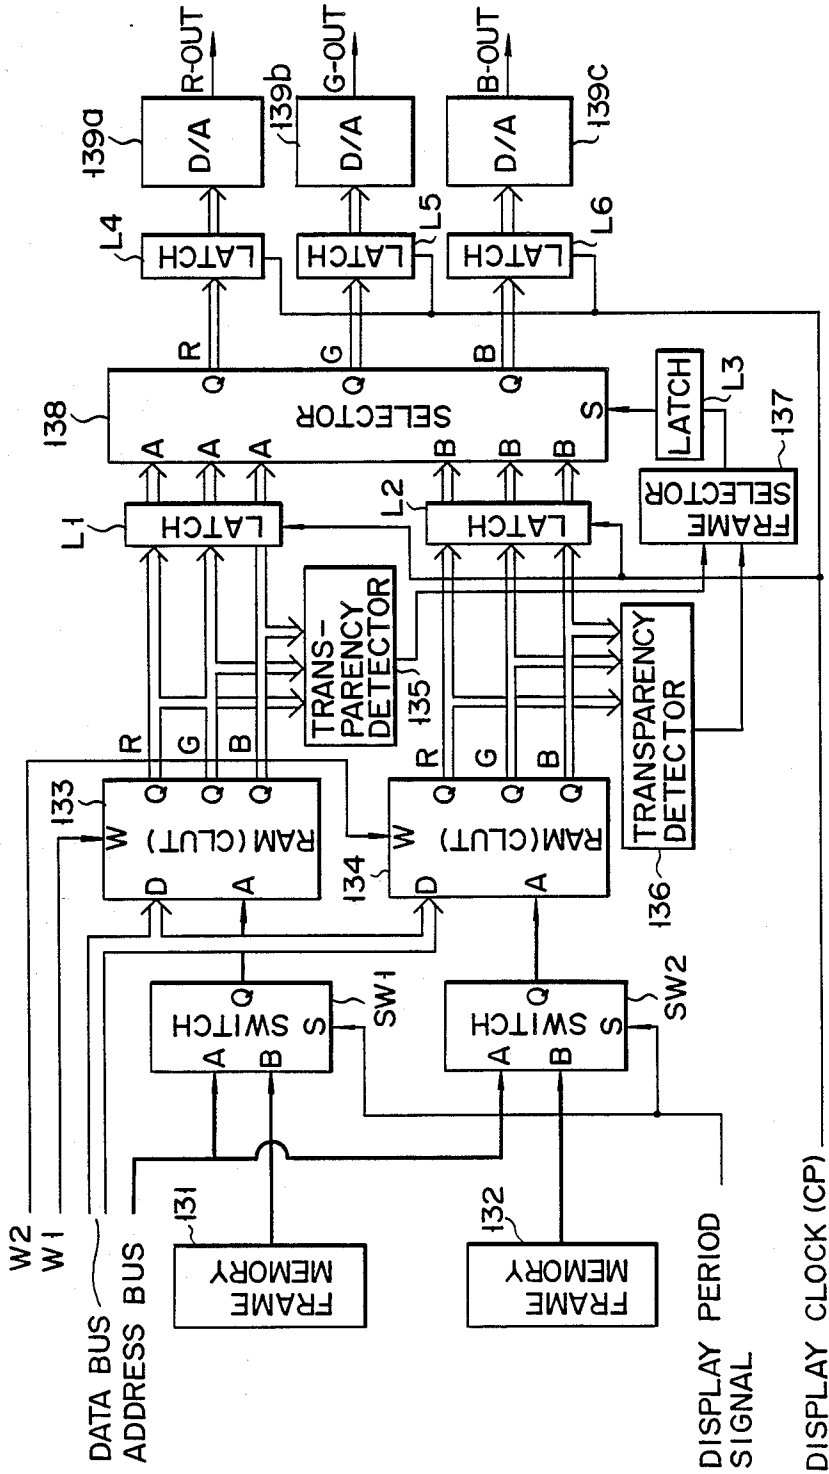 W2
W1
DATA BUS
ADDRESS BUS
131
FRAME
MEMORY
132
FRAME
MEMORY
DISPLAY PERIOD
SIGNAL
DISPLAY CLOCK (CP)
A
B
SWITCH
Q
S
SW1
A
B
SWITCH
Q
S
SW2
133
W
D
A
RAM (CLUT)
Q
Q
Q
R
G
B
134
W
D
A
RAM (CLUT)
Q
Q
Q
R
G
B
TRANS-
PARENCY
DETECTOR
135
TRANSPARENCY
DETECTOR
136
L1
LATCH
L2
LATCH
FRAME
SELECTOR
137
LATCH
L3
138
A
A
A
B
B
B
SELECTOR
S
Q
Q
Q
R
G
B
L4
LATCH
LATCH
L5
LATCH
L6
139a
D/A
R-OUT
139b
D/A
G-OUT
D/A
139c
B-OUT